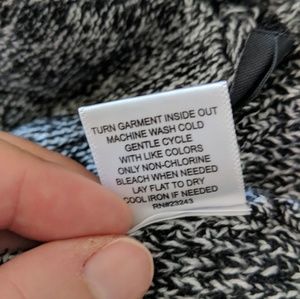 TURN GARMENT INSIDE OUT
MACHINE WASH COLD
GENTLE CYCLE
WITH LIKE COLORS
ONLY NON-CHLORINE
BLEACH WHEN NEEDED
LAY FLAT TO DRY
COOL IRON IF NEEDED
RN#23243